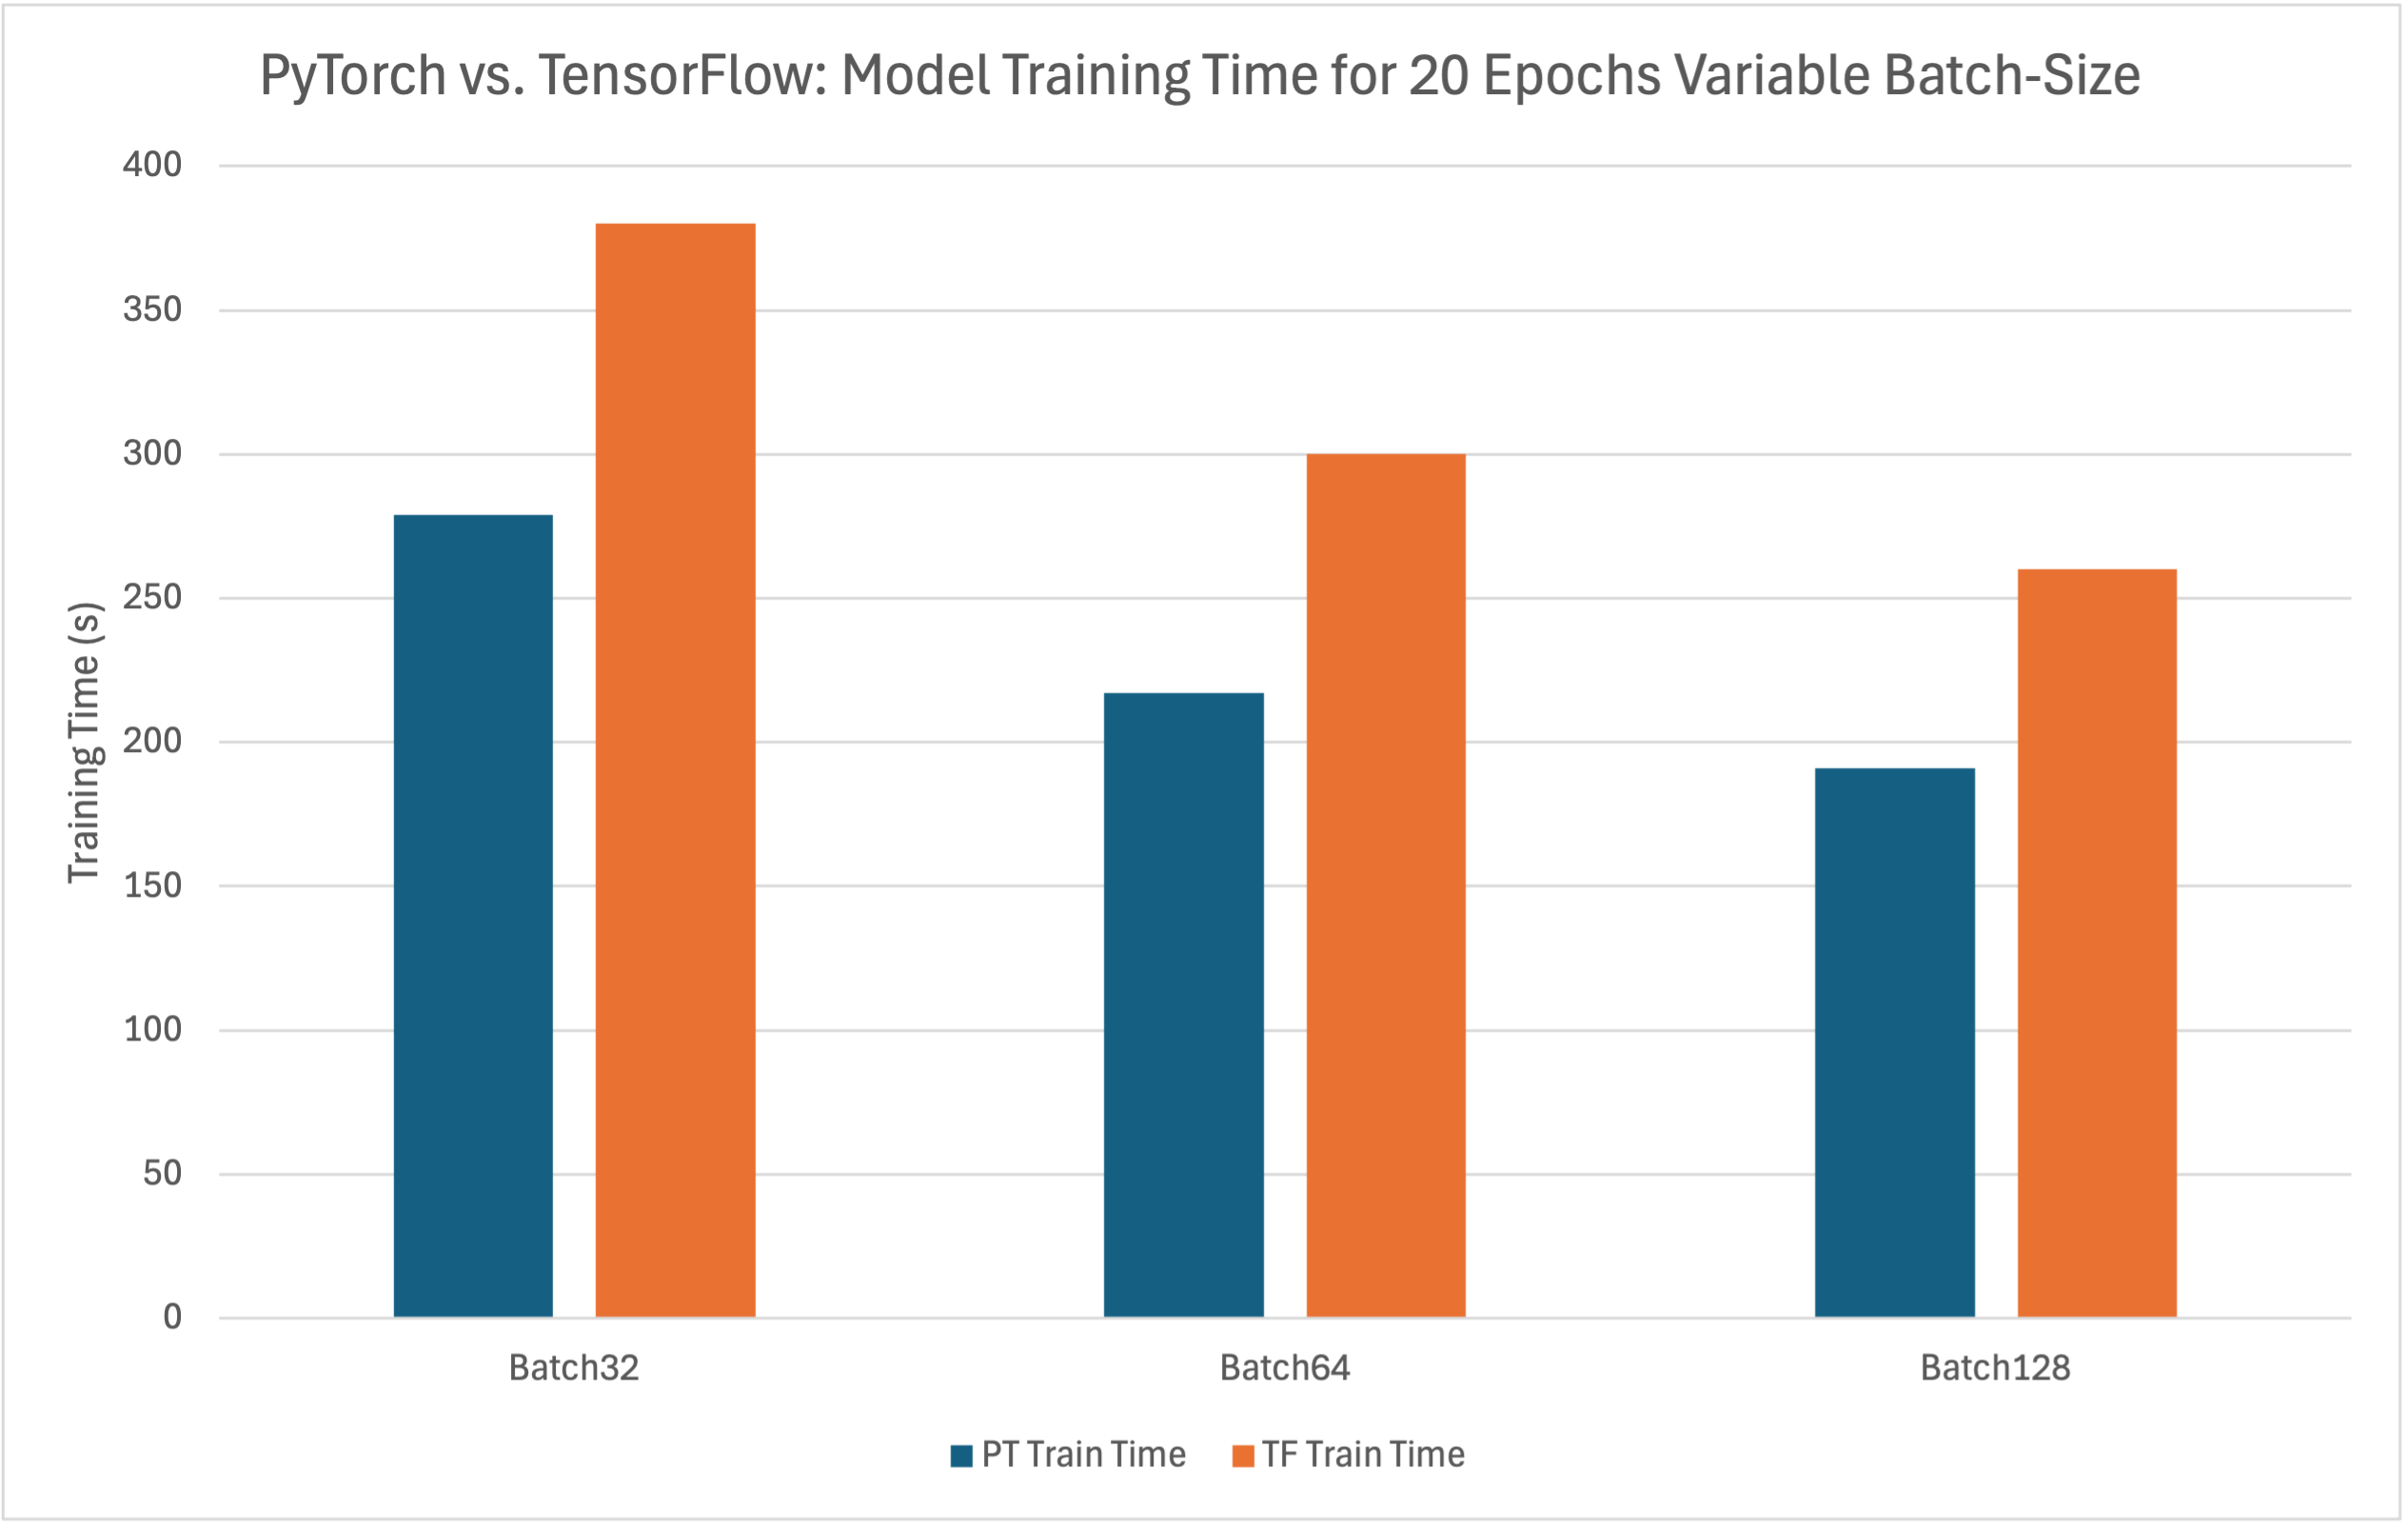 PyTorch vs. TensorFlow: Model Training Time for 20 Epochs Variable Batch-Size
400
350
300
250
200
150
100
50
0
Training Time (s)
Batch32
Batch64
Batch128
PT Train Time
TF Train Time